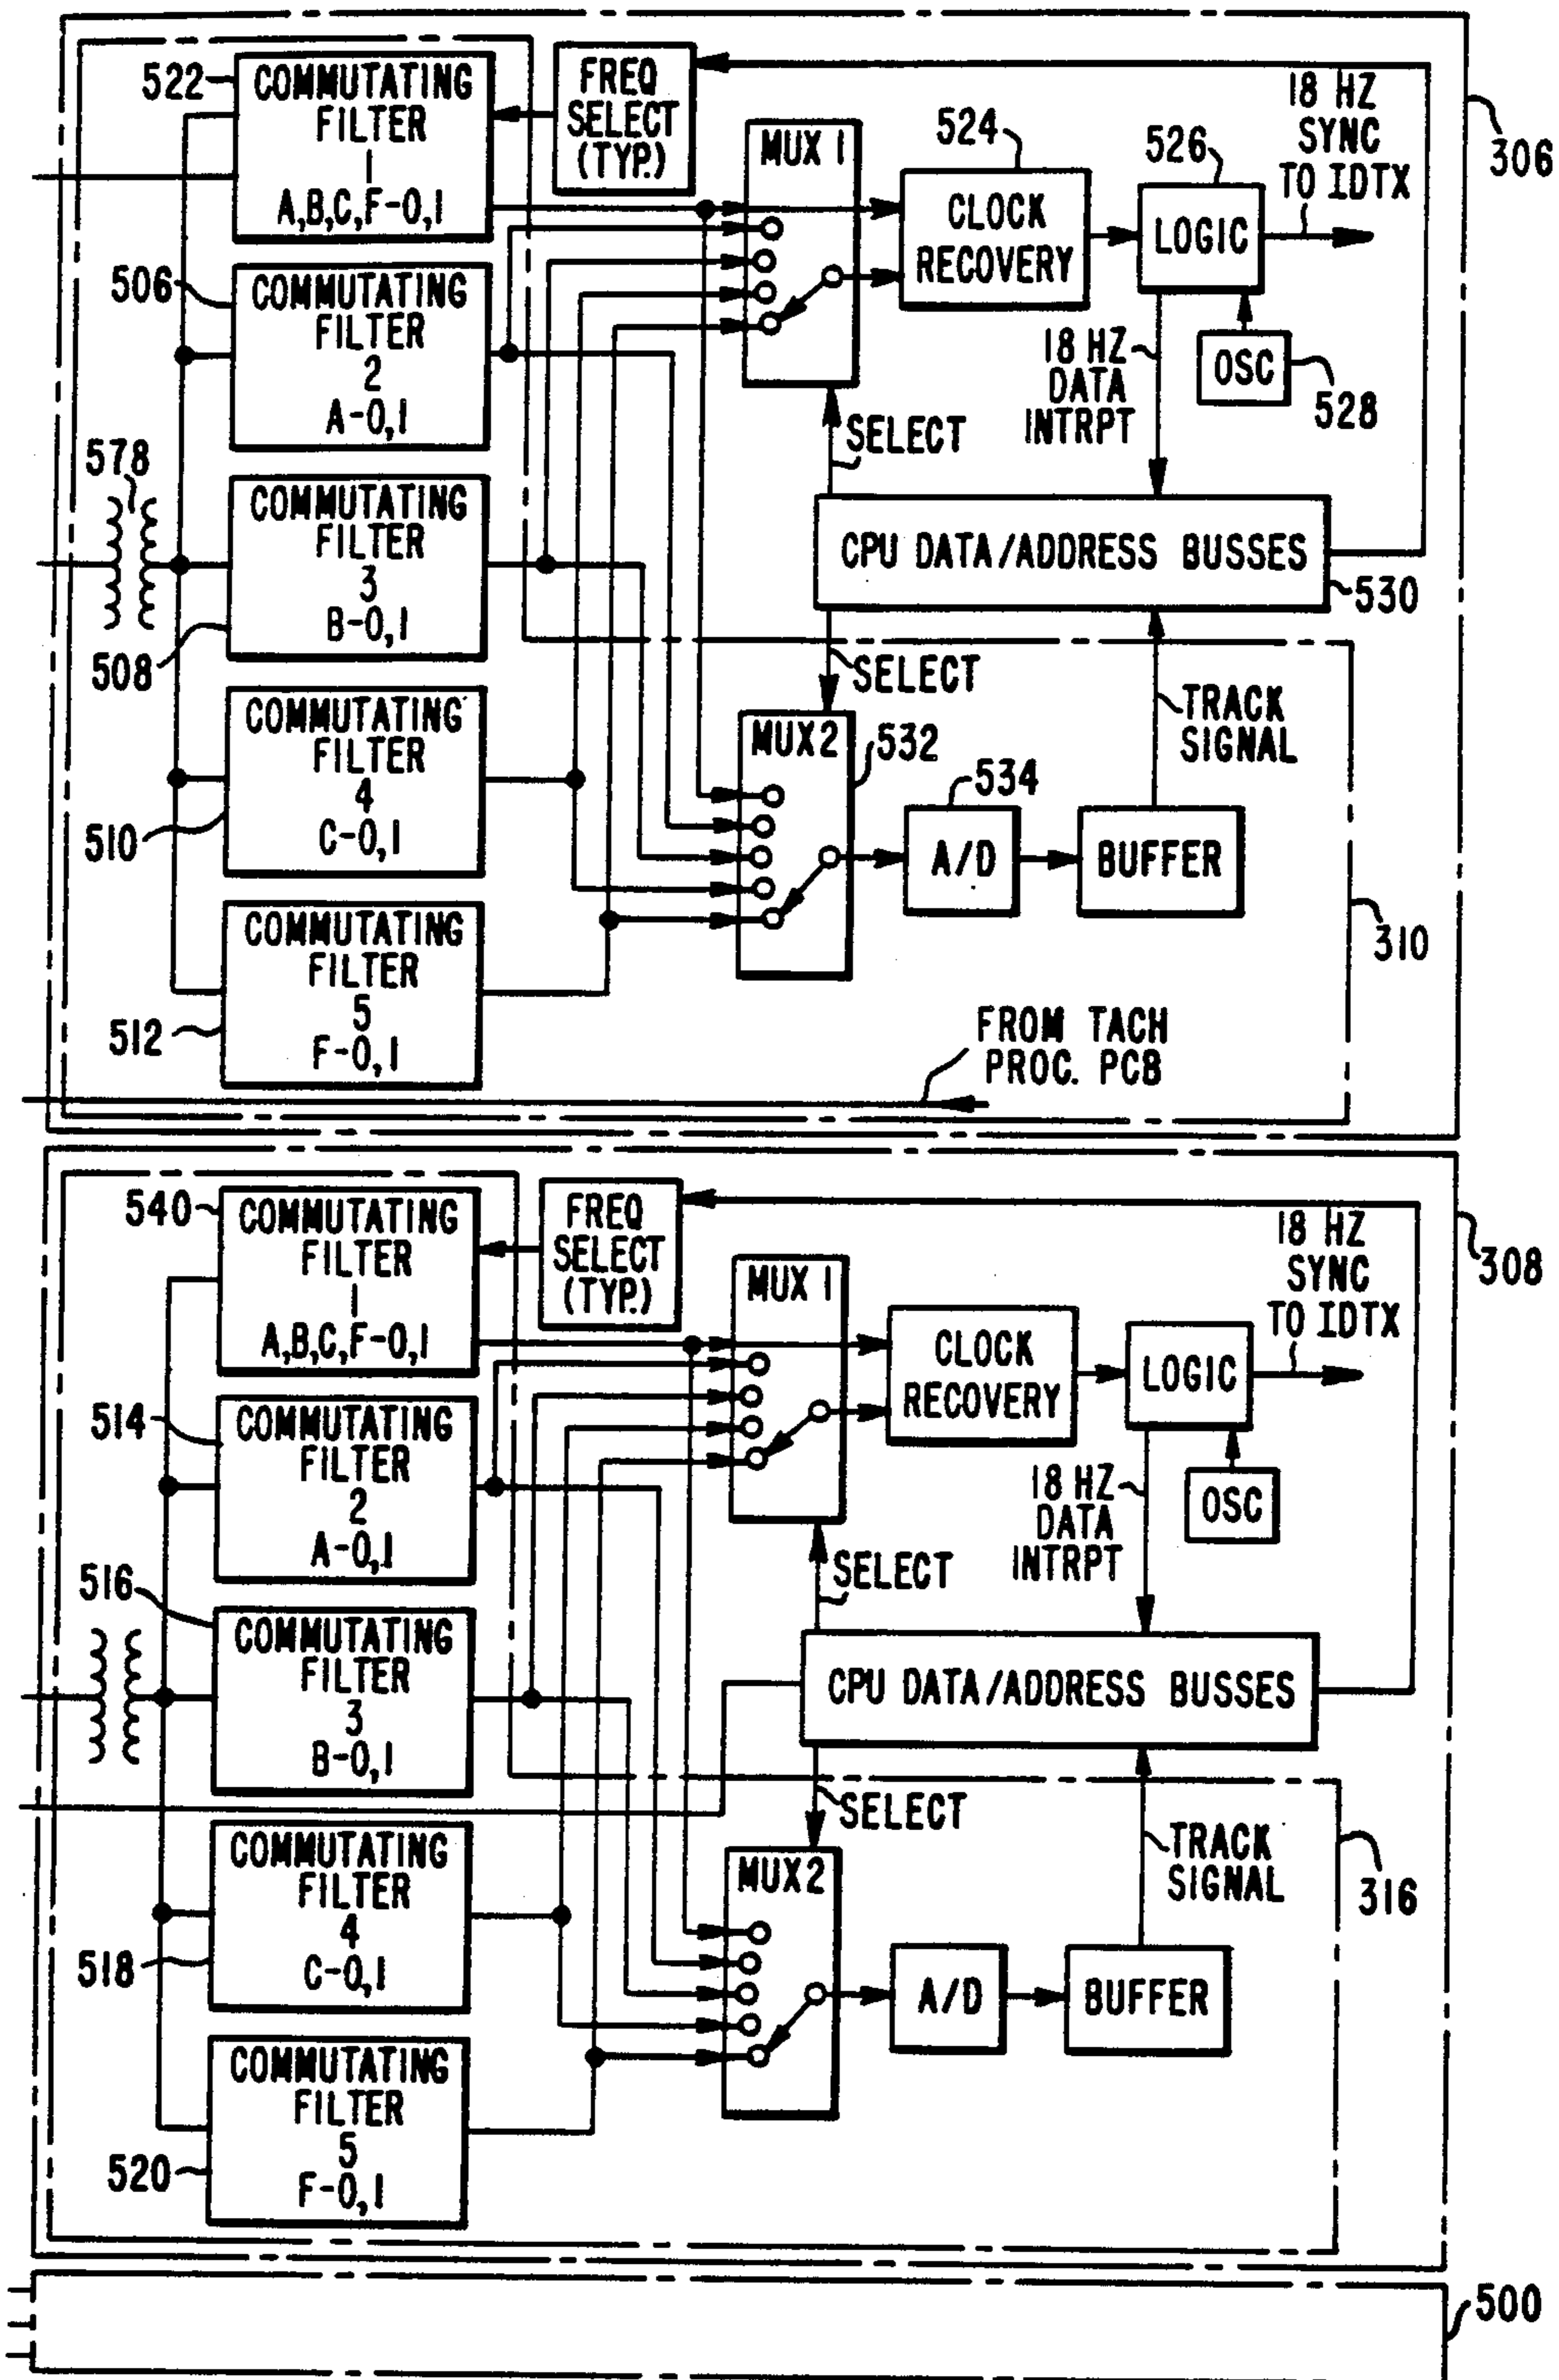 522
COMMUTATING
FILTER
1
A,B,C,F-0,1
FREQ
SELECT
(TYP.)
MUX 1
524
CLOCK
RECOVERY
526
LOGIC
18 HZ
SYNC
TO IDTX
306
506
COMMUTATING
FILTER
2
A-0,1
SELECT
18 HZ
DATA
INTRPT
OSC
528
578
COMMUTATING
FILTER
3
B-0,1
508
CPU DATA/ADDRESS BUSSES
530
SELECT
TRACK
SIGNAL
COMMUTATING
FILTER
4
C-0,1
510
MUX2
532
534
A/D
BUFFER
310
COMMUTATING
FILTER
5
F-0,1
512
FROM TACH
PROC. PCB
540
COMMUTATING
FILTER
1
A,B,C,F-0,1
FREQ
SELECT
(TYP.)
MUX 1
CLOCK
RECOVERY
LOGIC
18 HZ
SYNC
TO IDTX
308
514
COMMUTATING
FILTER
2
A-0,1
SELECT
18 HZ
DATA
INTRPT
OSC
516
COMMUTATING
FILTER
3
B-0,1
CPU DATA/ADDRESS BUSSES
SELECT
TRACK
SIGNAL
316
COMMUTATING
FILTER
4
C-0,1
518
MUX2
A/D
BUFFER
COMMUTATING
FILTER
5
F-0,1
520
500